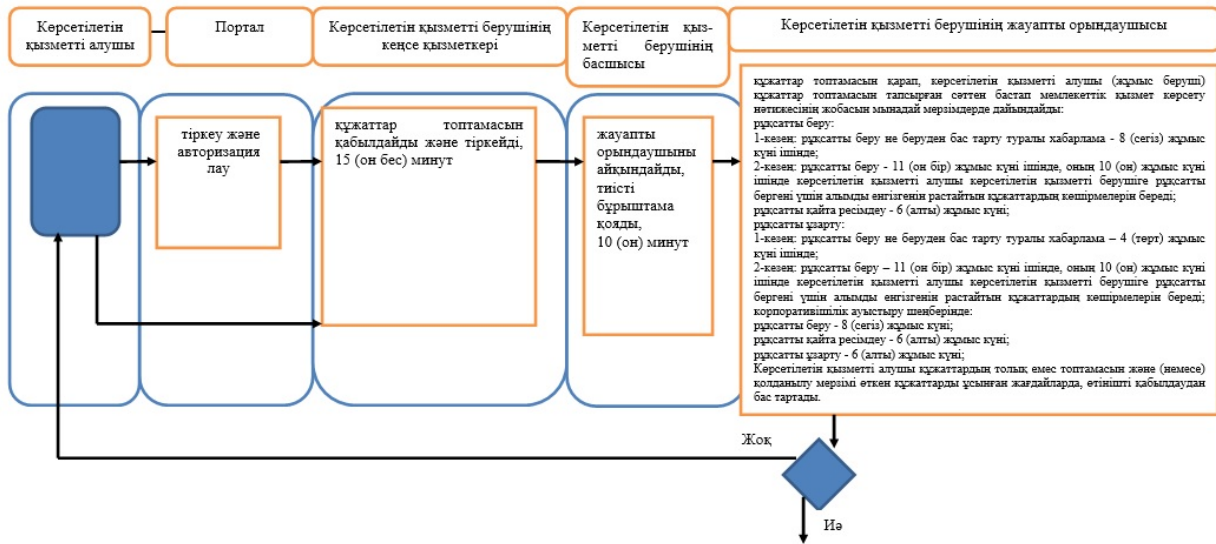 Көрсетілетін
қызметті алушы
Портал
Көрсетілетін қызметті берушінің
кеңсе қызметкері
Көрсетілетін қыз-
метті берушінің
басшысы
Көрсетілетін қызметті берушінің жауапты орындаушысы
тіркеу және
авторизация
лау
құжаттар топтамасын
қабылдайды және тіркейді,
15 (он бес) минут
жауапты
орындаушыны
айқындайды,
тиісті
бұрыштама
қояды,
10 (он) минут
құжаттар топтамасын қарап, көрсетілетін қызметті алушы (жұмыс беруші)
құжаттар топтамасын тапсырған сәттен бастап мемлекеттік қызмет көрсету
нәтижесінің жобасын мынадай мерзімдерде дайындайды:
рұқсатты беру:
1-кезең: рұқсатты беру не беруден бас тарту туралы хабарлама - 8 (сегіз) жұмыс
күні ішінде;
2-кезең: рұқсатты беру - 11 (он бір) жұмыс күні ішінде, оның 10 (он) жұмыс күні
ішінде көрсетілетін қызметті алушы көрсетілетін қызметті берушіге рұқсатты
бергені үшін алымды енгізгенін растайтын құжаттардың көшірмелерін береді;
рұқсатты қайта ресімдеу - 6 (алты) жұмыс күні;
рұқсатты ұзарту:
1-кезең: рұқсатты беру не беруден бас тарту туралы хабарлама – 4 (төрт) жұмыс
күні ішінде;
2-кезең: рұқсатты беру – 11 (он бір) жұмыс күні ішінде, оның 10 (он) жұмыс күні
ішінде көрсетілетін қызметті алушы көрсетілетін қызметті берушіге рұқсатты
бергені үшін алымды енгізгенін растайтын құжаттардың көшірмелерін береді;
корпоративішілік ауыстыру шеңберінде:
рұқсатты беру - 8 (сегіз) жұмыс күні;
рұқсатты қайта ресімдеу - 6 (алты) жұмыс күні;
рұқсатты ұзарту - 6 (алты) жұмыс күні;
Көрсетілетін қызметті алушы құжаттардың толық емес топтамасын және (немесе)
қолданылу мерзімі өткен құжаттарды ұсынған жағдайларда, өтінішті қабылдаудан
бас тартады.
Жоқ
Иә